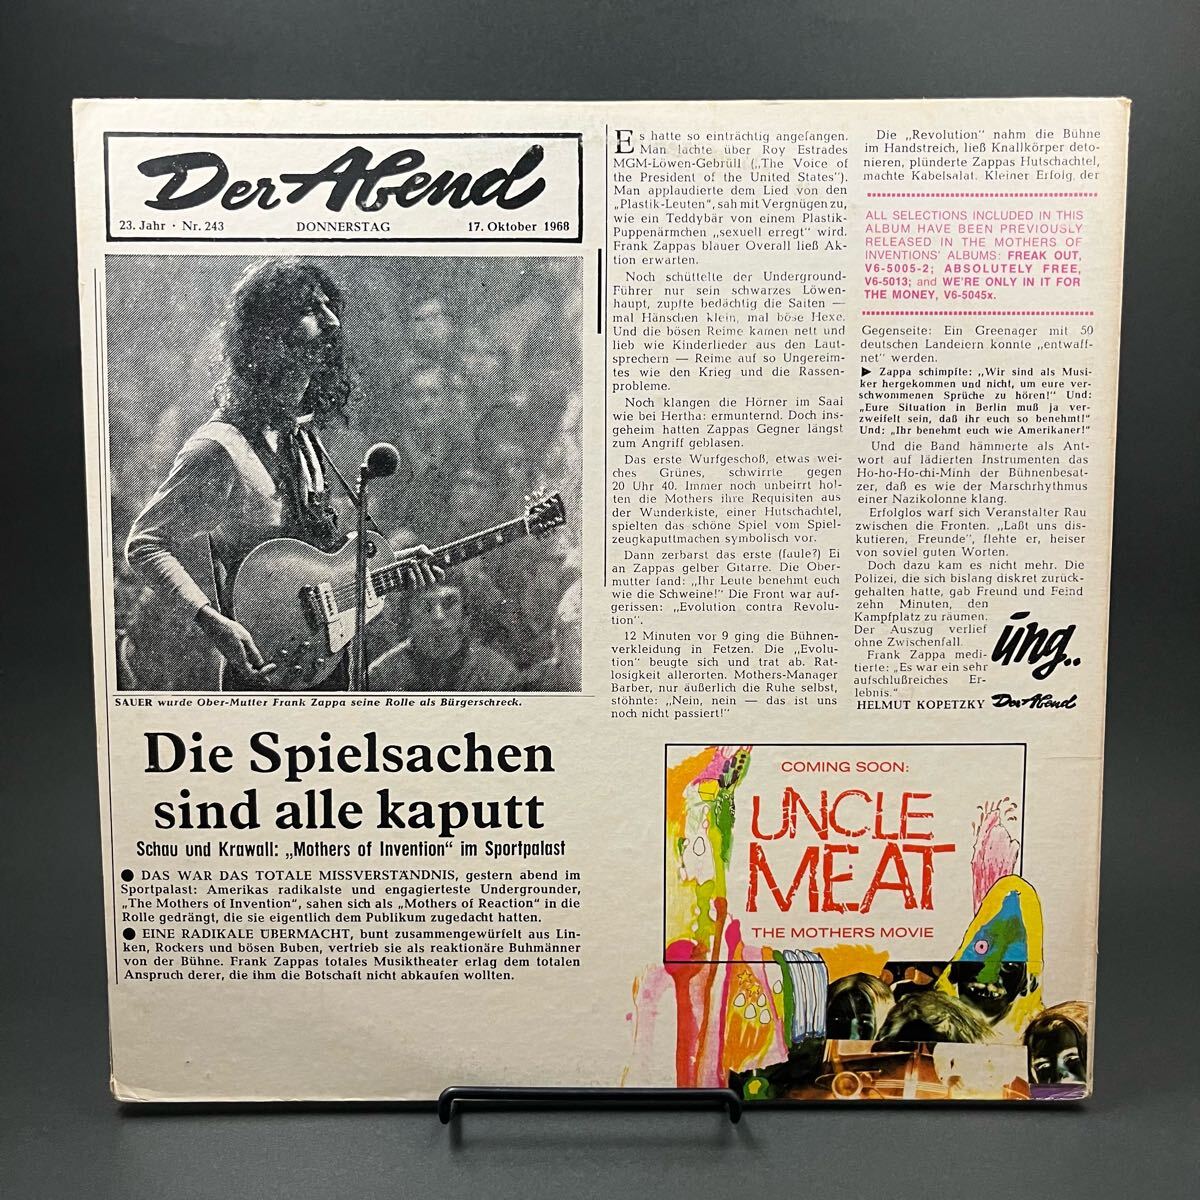 Der Abend
23. Jahr · Nr. 243 DONNERSTAG 17. Oktober 1968
SAUER wurde Ober-Mutter Frank Zappa seine Rolle als Bürgerschreck.
Die Spielsachen
sind alle kaputt
Schau und Krawall: „Mothers of Invention“ im Sportpalast
● DAS WAR DAS TOTALE MISSVERSTÄNDNIS, gestern abend im
Sportpalast: Amerikas radikalste und engagierteste Undergrounder,
„The Mothers of Invention“, sahen sich als „Mothers of Reaction“ in die
Rolle gedrängt, die sie eigentlich dem Publikum zugedacht hatten.
● EINE RADIKALE ÜBERMACHT, bunt zusammengewürfelt aus Lin-
ken, Rockers und bösen Buben, vertrieb sie als reaktionäre Buhmänner
von der Bühne. Frank Zappas totales Musiktheater erlag dem totalen
Anspruch derer, die ihm die Botschaft nicht abkaufen wollten.
Es hatte so einträchtig angefangen.
Man lachte über Roy Estrades
MGM-Löwen-Gebrüll („The Voice of
the President of the United States“).
Man applaudierte dem Lied von den
„Plastik-Leuten“, sah mit Vergnügen zu,
wie ein Teddybär von einem Plastik-
Puppenärmchen „sexuell erregt“ wird.
Frank Zappas blauer Overall ließ Ak-
tion erwarten.
Noch schüttelte der Underground-
Führer nur sein schwarzes Löwen-
haupt, zupfte bedächtig die Saiten —
mal Hänschen klein, mal böse Hexe.
Und die bösen Reime kamen nett und
lieb wie Kinderlieder aus den Laut-
sprechern — Reime auf so Ungereim-
tes wie den Krieg und die Rassen-
probleme.
Noch klangen die Hörner im Saal
wie bei Hertha: ermunternd. Doch ins-
geheim hatten Zappas Gegner längst
zum Angriff geblasen.
Das erste Wurfgeschoß, etwas wei-
ches Grünes, schwirrte gegen
20 Uhr 40. Immer noch unbeirrt hol-
ten die Mothers ihre Requisiten aus
der Wunderkiste, einer Hutschachtel,
spielten das schöne Spiel vom Spiel-
zeugkaputtmachen symbolisch vor.
Dann zerbarst das erste (faule?) Ei
an Zappas gelber Gitarre. Die Ober-
mutter fand: „Ihr Leute benehmt euch
wie die Schweine!“ Die Front war auf-
gerissen: „Evolution contra Revolu-
tion“.
12 Minuten vor 9 ging die Bühnen-
verkleidung in Fetzen. Die „Evolu-
tion“ beugte sich und trat ab. Rat-
losigkeit allerorten. Mothers-Manager
Barber, nur äußerlich die Ruhe selbst,
stöhnte: „Nein, nein — das ist uns
noch nicht passiert!“
Die „Revolution“ nahm die Bühne
im Handstreich, ließ Knallkörper deto-
nieren, plünderte Zappas Hutschachtel,
machte Kabelsalat. Kleiner Erfolg, der
ALL SELECTIONS INCLUDED IN THIS
ALBUM HAVE BEEN PREVIOUSLY
RELEASED IN THE MOTHERS OF
INVENTIONS' ALBUMS: FREAK OUT,
V6-5005-2; ABSOLUTELY FREE,
V6-5013; and WE'RE ONLY IN IT FOR
THE MONEY, V6-5045x.
Gegenseite: Ein Greenager mit 50
deutschen Landeiern konnte „entwaff-
net“ werden.
▶ Zappa schimpfte: „Wir sind als Musi-
ker hergekommen und nicht, um eure ver-
schwommenen Sprüche zu hören!“ Und:
„Eure Situation in Berlin muß ja ver-
zweifelt sein, daß ihr euch so benehmt!“
Und: „Ihr benehmt euch wie Amerikaner!“
Und die Band hämmerte als Ant-
wort auf lädierten Instrumenten das
Ho-ho-Ho-chi-Minh der Bühnenbesat-
zer, daß es wie der Marschrhythmus
einer Nazikolonne klang.
Erfolglos warf sich Veranstalter Rau
zwischen die Fronten. „Laßt uns dis-
kutieren, Freunde“, flehte er, heiser
von soviel guten Worten.
Doch dazu kam es nicht mehr. Die
Polizei, die sich bislang diskret zurück-
gehalten hatte, gab Freund und Feind
zehn Minuten, den
Kampfplatz zu räumen.
Der Auszug verlief
ohne Zwischenfall.
Frank Zappa medi-
tierte: „Es war ein sehr
aufschlußreiches Er-
lebnis.“
HELMUT KOPETZKY
üng..
Der Abend
COMING SOON:
UNCLE
MEAT
THE MOTHERS MOVIE